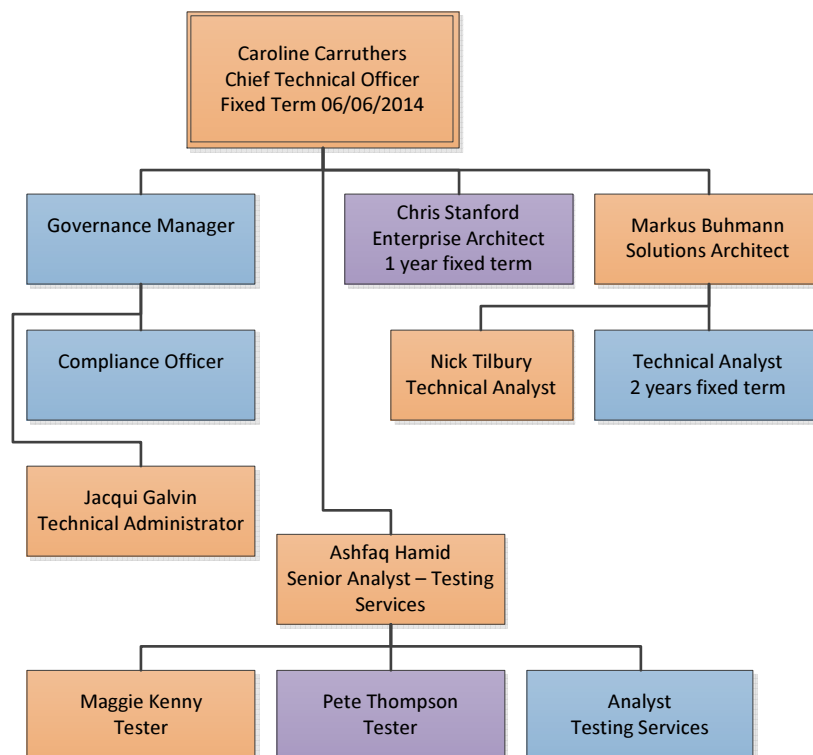 Caroline Carruthers
Chief Technical Officer
Fixed Term 06/06/2014
Governance Manager
Chris Stanford
Enterprise Architect
1 year fixed term
Markus Buhmann
Solutions Architect
Compliance Officer
Nick Tilbury
Technical Analyst
Technical Analyst
2 years fixed term
Jacqui Galvin
Technical Administrator
Ashfaq Hamid
Senior Analyst – Testing
Services
Maggie Kenny
Tester
Pete Thompson
Tester
Analyst
Testing Services